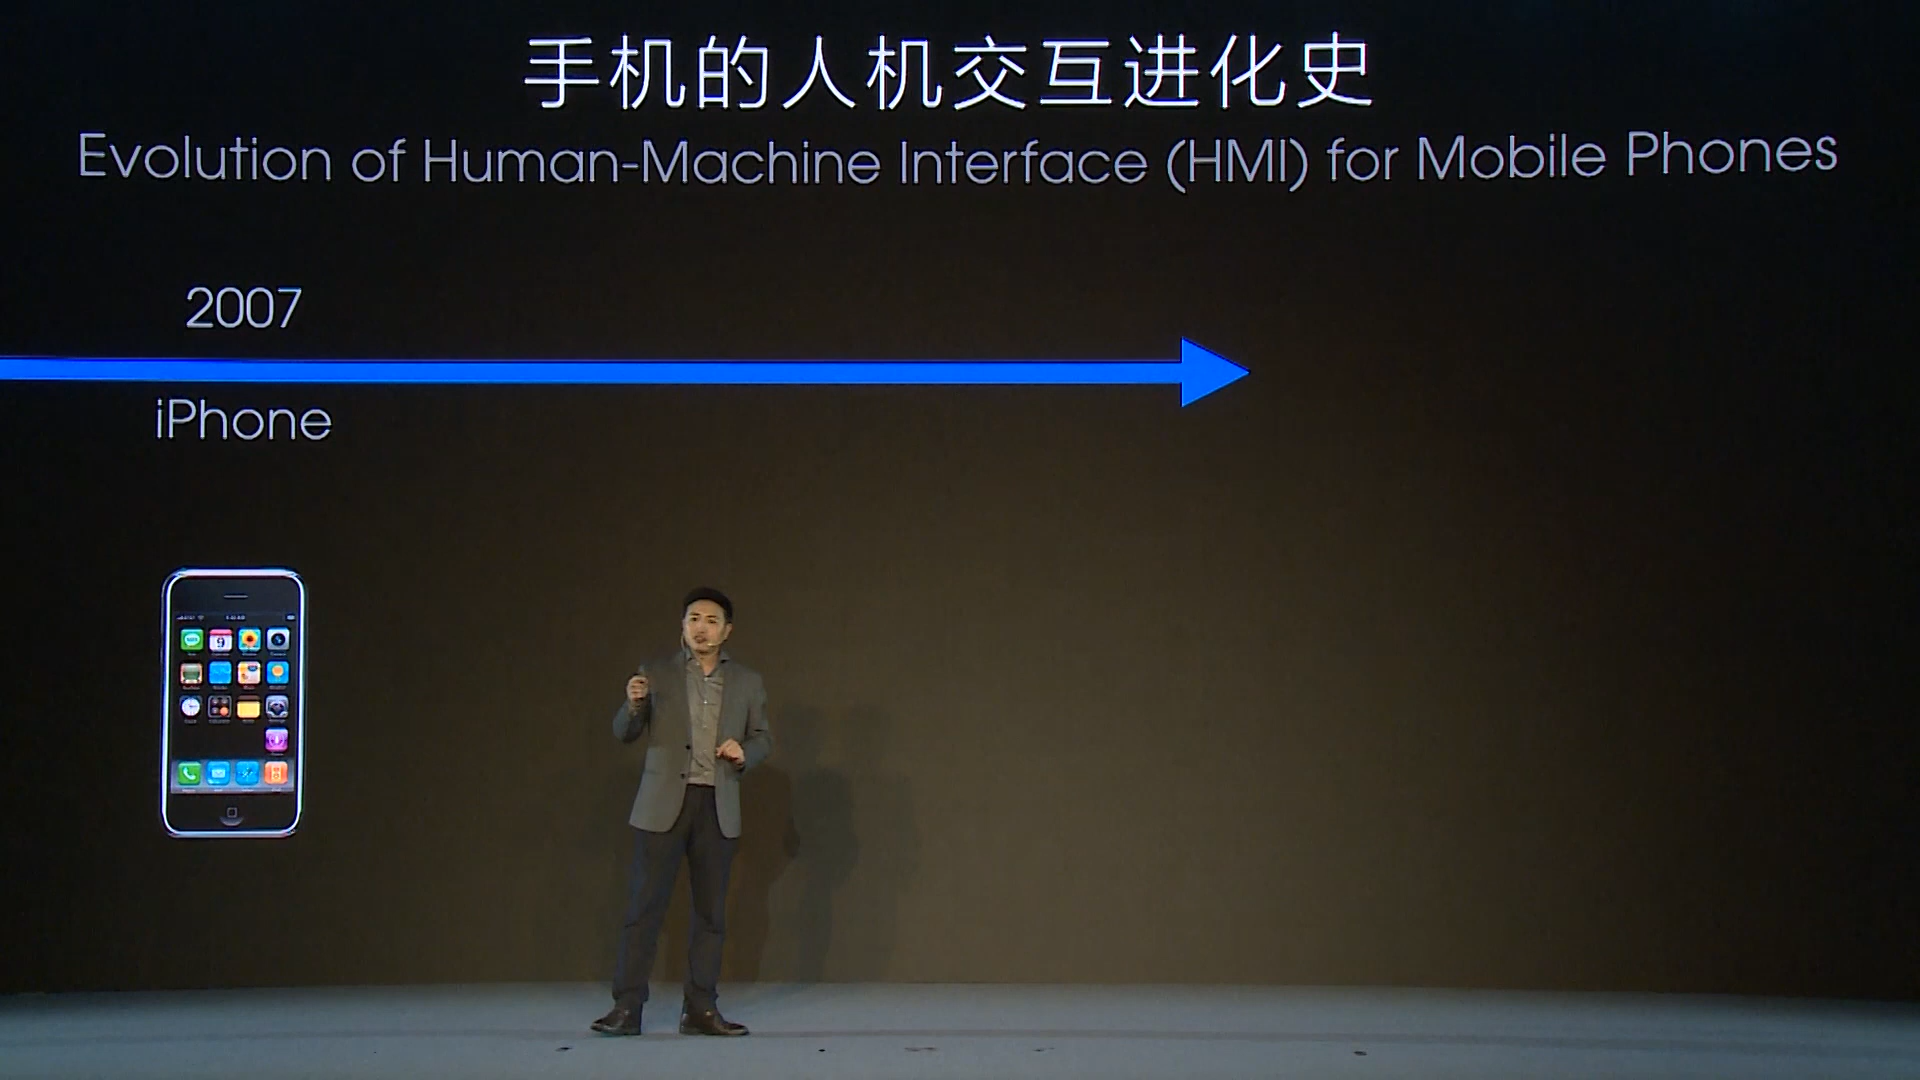 手机的人机交互进化史
Evolution of Human-Machine Interface (HMI) for Mobile Phones
2007
iPhone